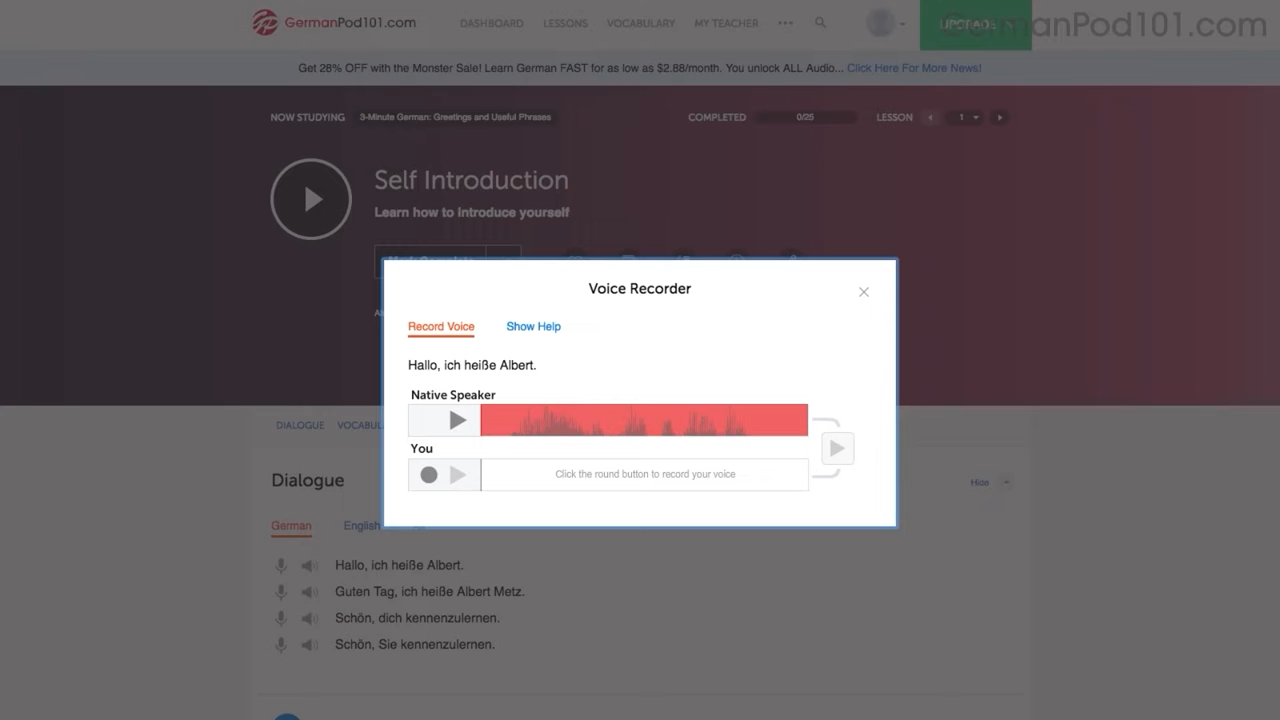 GermanPod101.com
DASHBOARD LESSONS VOCABULARY MY TEACHER
UPGRADE
GermanPod101.com
Get 28% OFF with the Monster Sale! Learn German FAST for as low as $2.88/month. You unlock ALL Audio... Click Here For More News!
NOW STUDYING 3-Minute German: Greetings and Useful Phrases COMPLETED 0/25 LESSON 1
Self Introduction
Learn how to introduce yourself
Voice Recorder
Record Voice Show Help
Hallo, ich heiße Albert.
Native Speaker
You
Click the round button to record your voice
DIALOGUE
Dialogue
Hide
German English
Hallo, ich heiße Albert.
Guten Tag, ich heiße Albert Metz.
Schön, dich kennenzulernen.
Schön, Sie kennenzulernen.